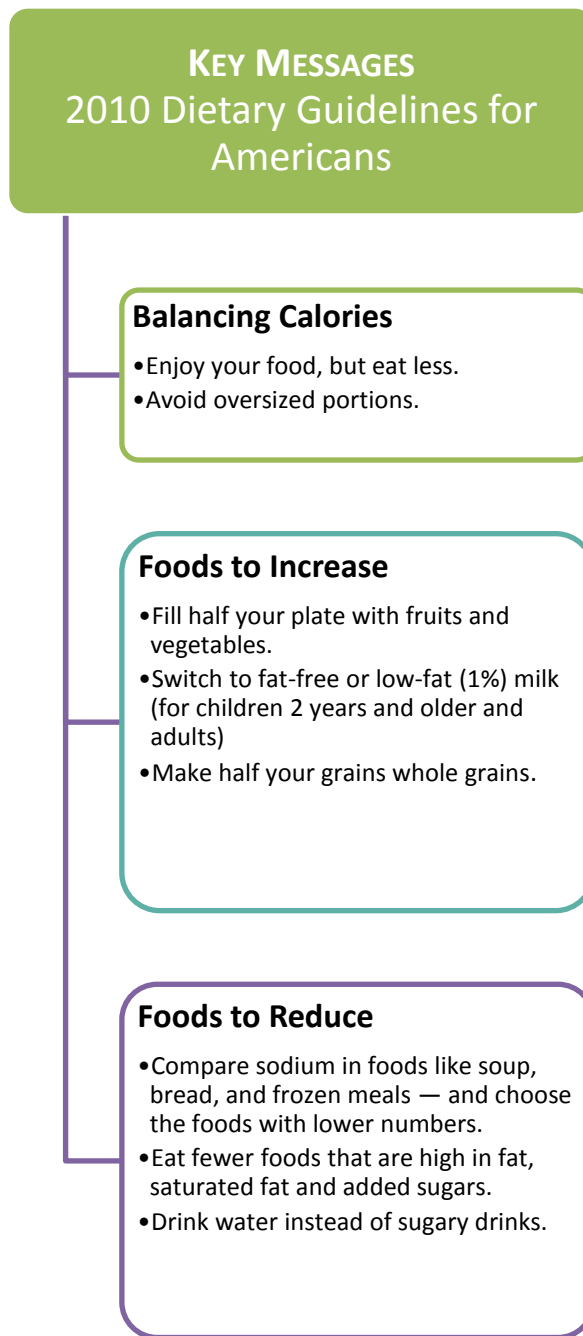 KEY MESSAGES
2010 Dietary Guidelines for
Americans
Balancing Calories
•Enjoy your food, but eat less.
•Avoid oversized portions.
Foods to Increase
•Fill half your plate with fruits and
vegetables.
•Switch to fat-free or low-fat (1%) milk
(for children 2 years and older and
adults)
•Make half your grains whole grains.
Foods to Reduce
•Compare sodium in foods like soup,
bread, and frozen meals — and choose
the foods with lower numbers.
•Eat fewer foods that are high in fat,
saturated fat and added sugars.
•Drink water instead of sugary drinks.